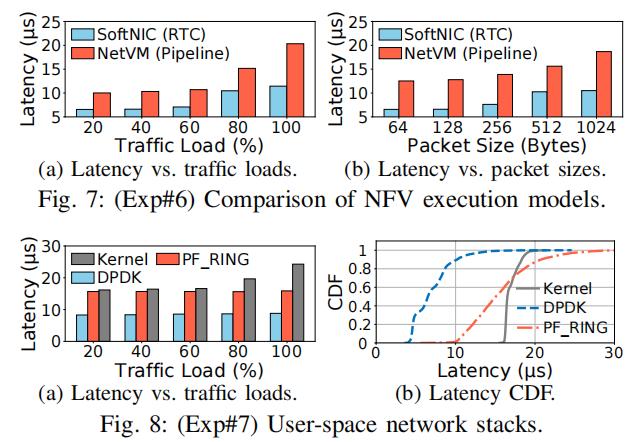 Latency (μs)
25
20
15
10
5
SoftNIC (RTC)
NetVM (Pipeline)
20 40 60 80 100
Traffic Load (%)
(a) Latency vs. traffic loads.
Latency (μs)
25
20
15
10
5
SoftNIC (RTC)
NetVM (Pipeline)
64 128 256 512 1024
Packet Size (Bytes)
(b) Latency vs. packet sizes.
Fig. 7: (Exp#6) Comparison of NFV execution models.
Latency (μs)
30
20
10
0
Kernel PF_RING
DPDK
20 40 60 80 100
Traffic Load (%)
(a) Latency vs. traffic loads.
CDF
1
0.8
0.6
0.4
0.2
0
Kernel
DPDK
PF_RING
0 10 20 30
Latency (μs)
(b) Latency CDF.
Fig. 8: (Exp#7) User-space network stacks.